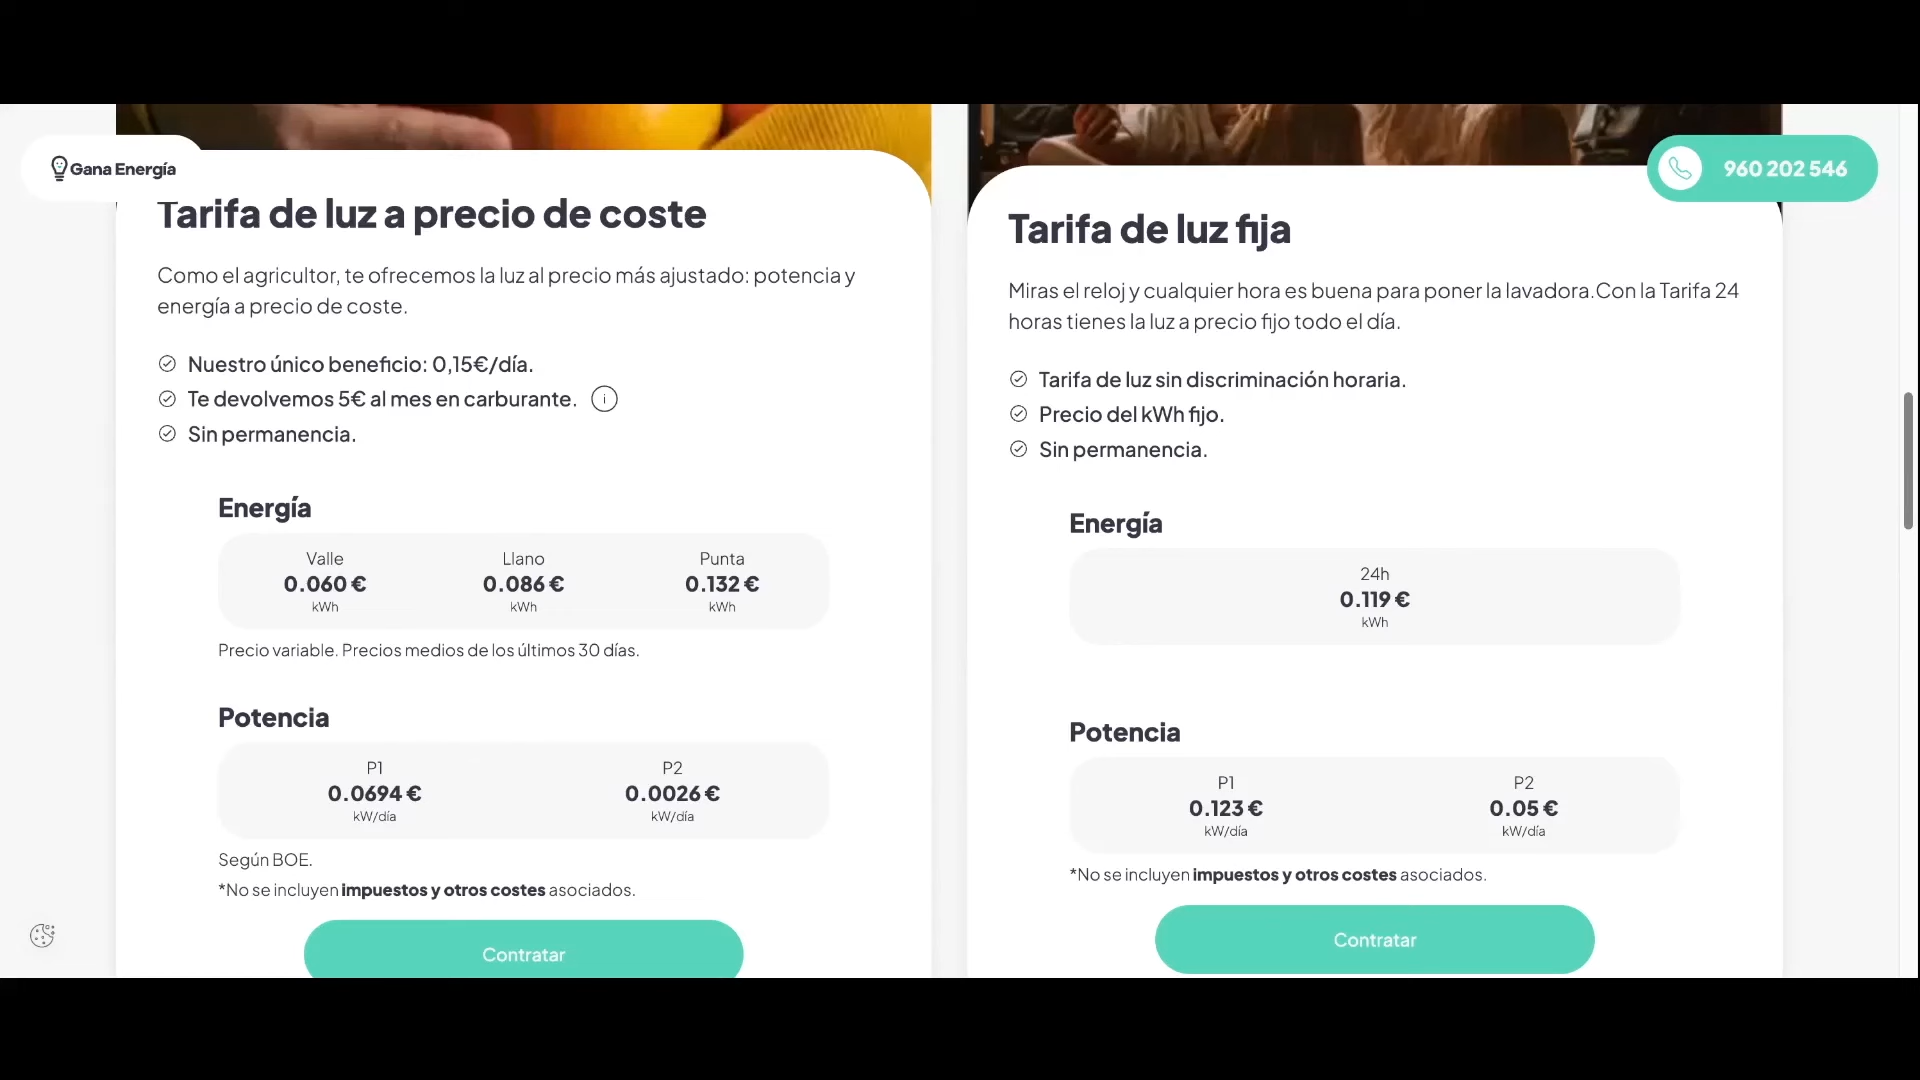 Gana Energía
960 202 546
Tarifa de luz a precio de coste
Como el agricultor, te ofrecemos la luz al precio más ajustado: potencia y
energía a precio de coste.
Nuestro único beneficio: 0,15€/día.
Te devolvemos 5€ al mes en carburante. i
Sin permanencia.
Energía
Valle Llano Punta
0.060 € 0.086 € 0.132 €
kWh kWh kWh
Precio variable. Precios medios de los últimos 30 días.
Potencia
P1 P2
0.0694 € 0.0026 €
kW/día kW/día
Según BOE.
*No se incluyen impuestos y otros costes asociados.
Contratar
Tarifa de luz fija
Miras el reloj y cualquier hora es buena para poner la lavadora.Con la Tarifa 24
horas tienes la luz a precio fijo todo el día.
Tarifa de luz sin discriminación horaria.
Precio del kWh fijo.
Sin permanencia.
Energía
24h
0.119 €
kWh
Potencia
P1 P2
0.123 € 0.05 €
kW/día kW/día
*No se incluyen impuestos y otros costes asociados.
Contratar